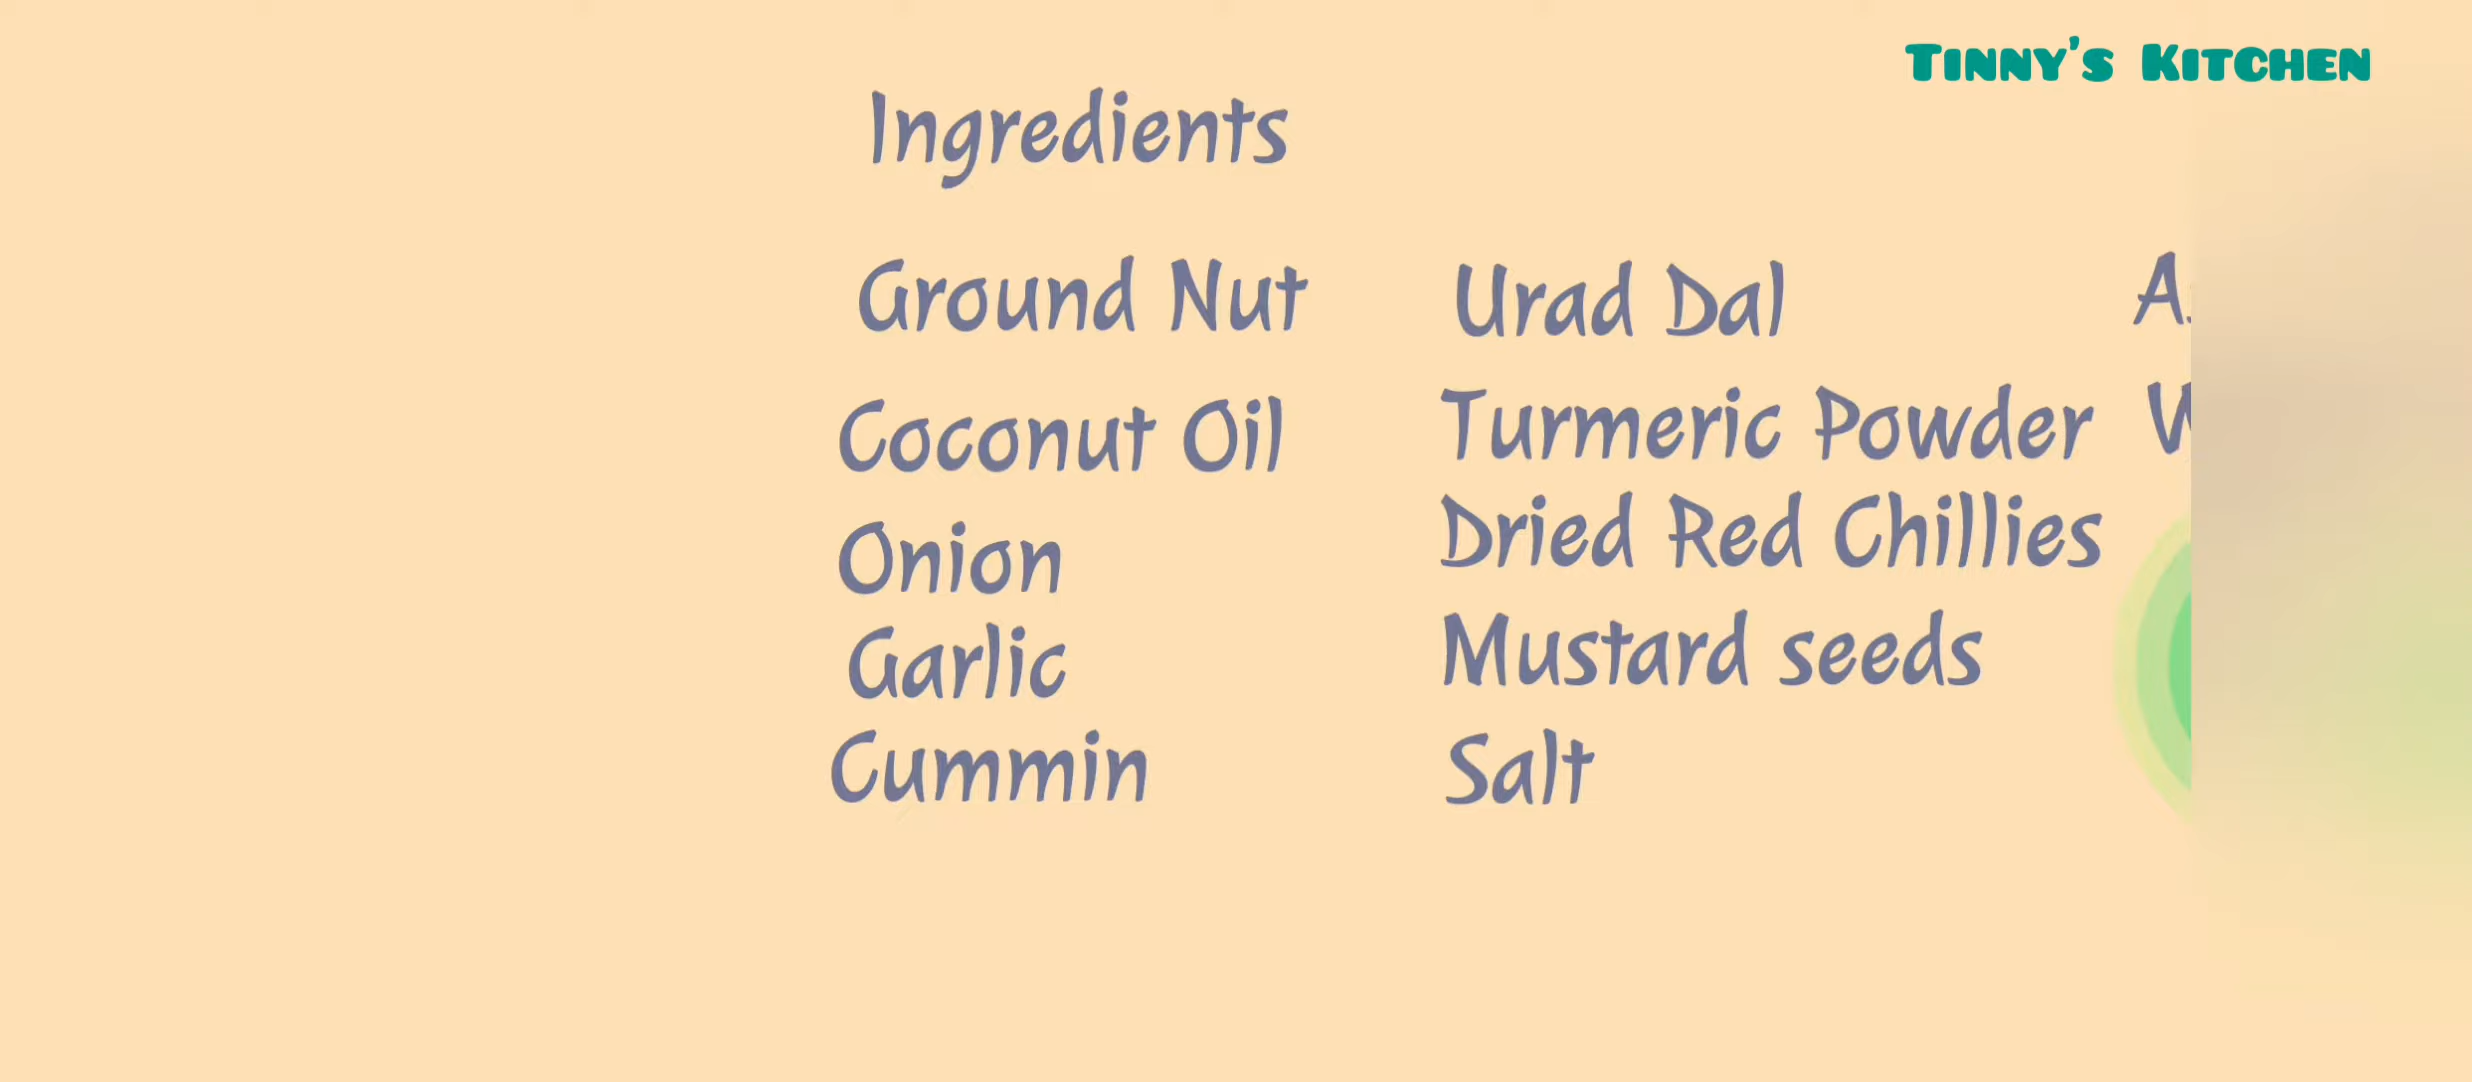 Tinny's Kitchen
Ingredients
Ground Nut
Urad Dal
Coconut Oil
Turmeric Powder
Onion
Dried Red Chillies
Garlic
Mustard seeds
Cummin
Salt